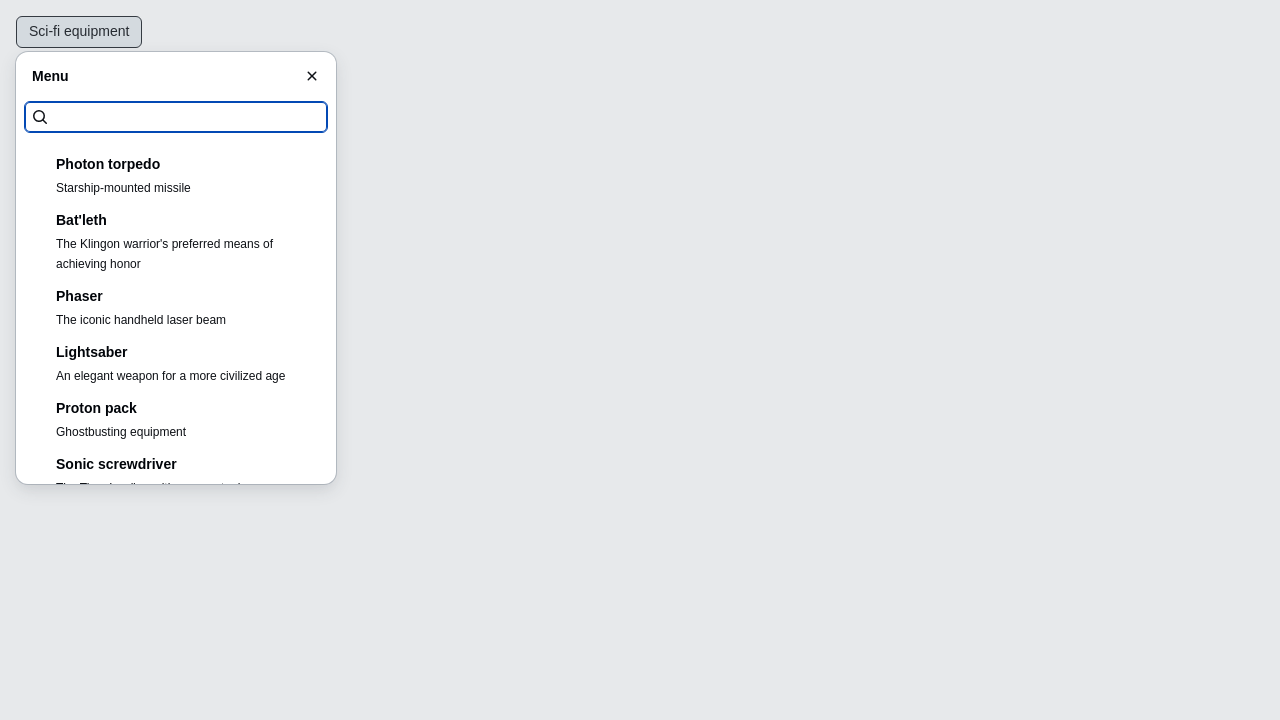 Sci-fi equipment
Menu
Photon torpedo
Starship-mounted missile
Bat'leth
The Klingon warrior's preferred means of
achieving honor
Phaser
The iconic handheld laser beam
Lightsaber
An elegant weapon for a more civilized age
Proton pack
Ghostbusting equipment
Sonic screwdriver